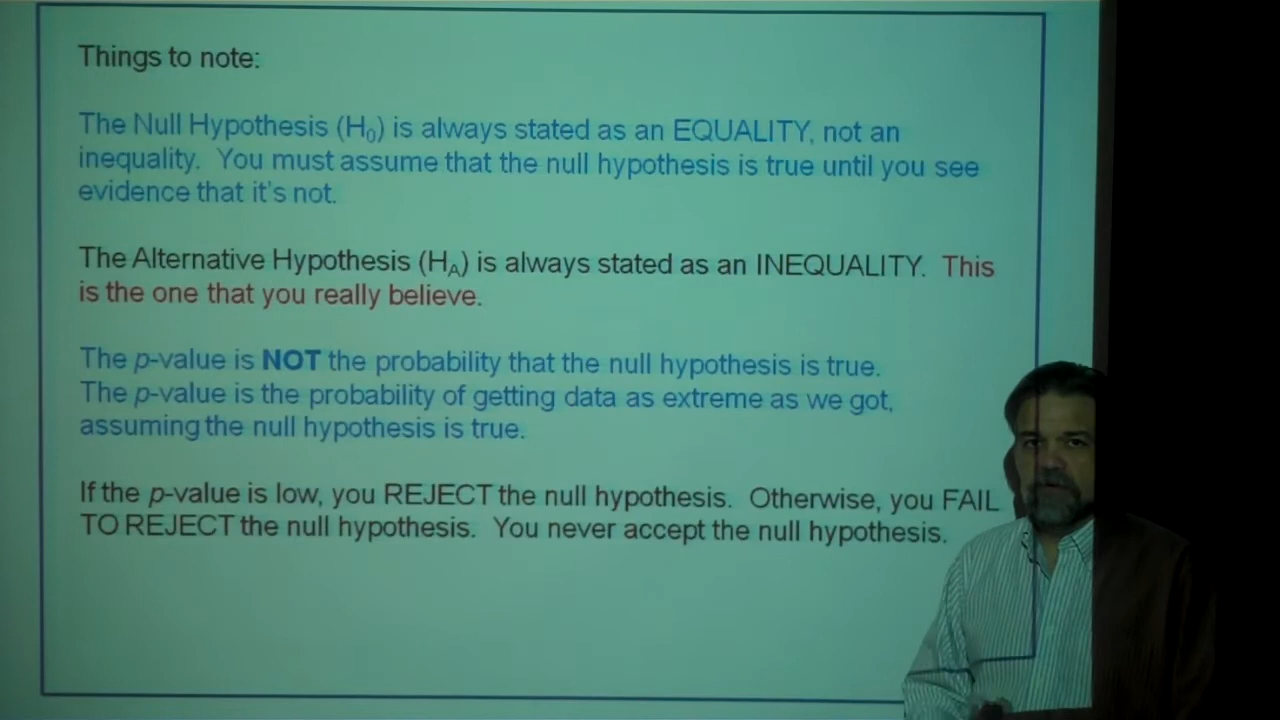 Things to note:
The Null Hypothesis (H₀) is always stated as an EQUALITY, not an
inequality. You must assume that the null hypothesis is true until you see
evidence that it's not.
The Alternative Hypothesis (Hₐ) is always stated as an INEQUALITY. This
is the one that you really believe.
The p-value is NOT the probability that the null hypothesis is true.
The p-value is the probability of getting data as extreme as we got,
assuming the null hypothesis is true.
If the p-value is low, you REJECT the null hypothesis. Otherwise, you FAIL
TO REJECT the null hypothesis. You never accept the null hypothesis.